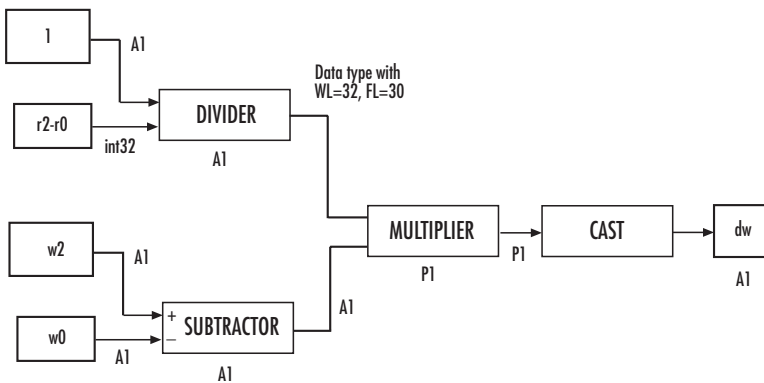 1
A1
Data type with
WL=32, FL=30
DIVIDER
r2-r0
int32
A1
w2
A1
MULTIPLIER
P1
P1
CAST
dw
A1
+
SUBTRACTOR
−
A1
w0
A1
A1